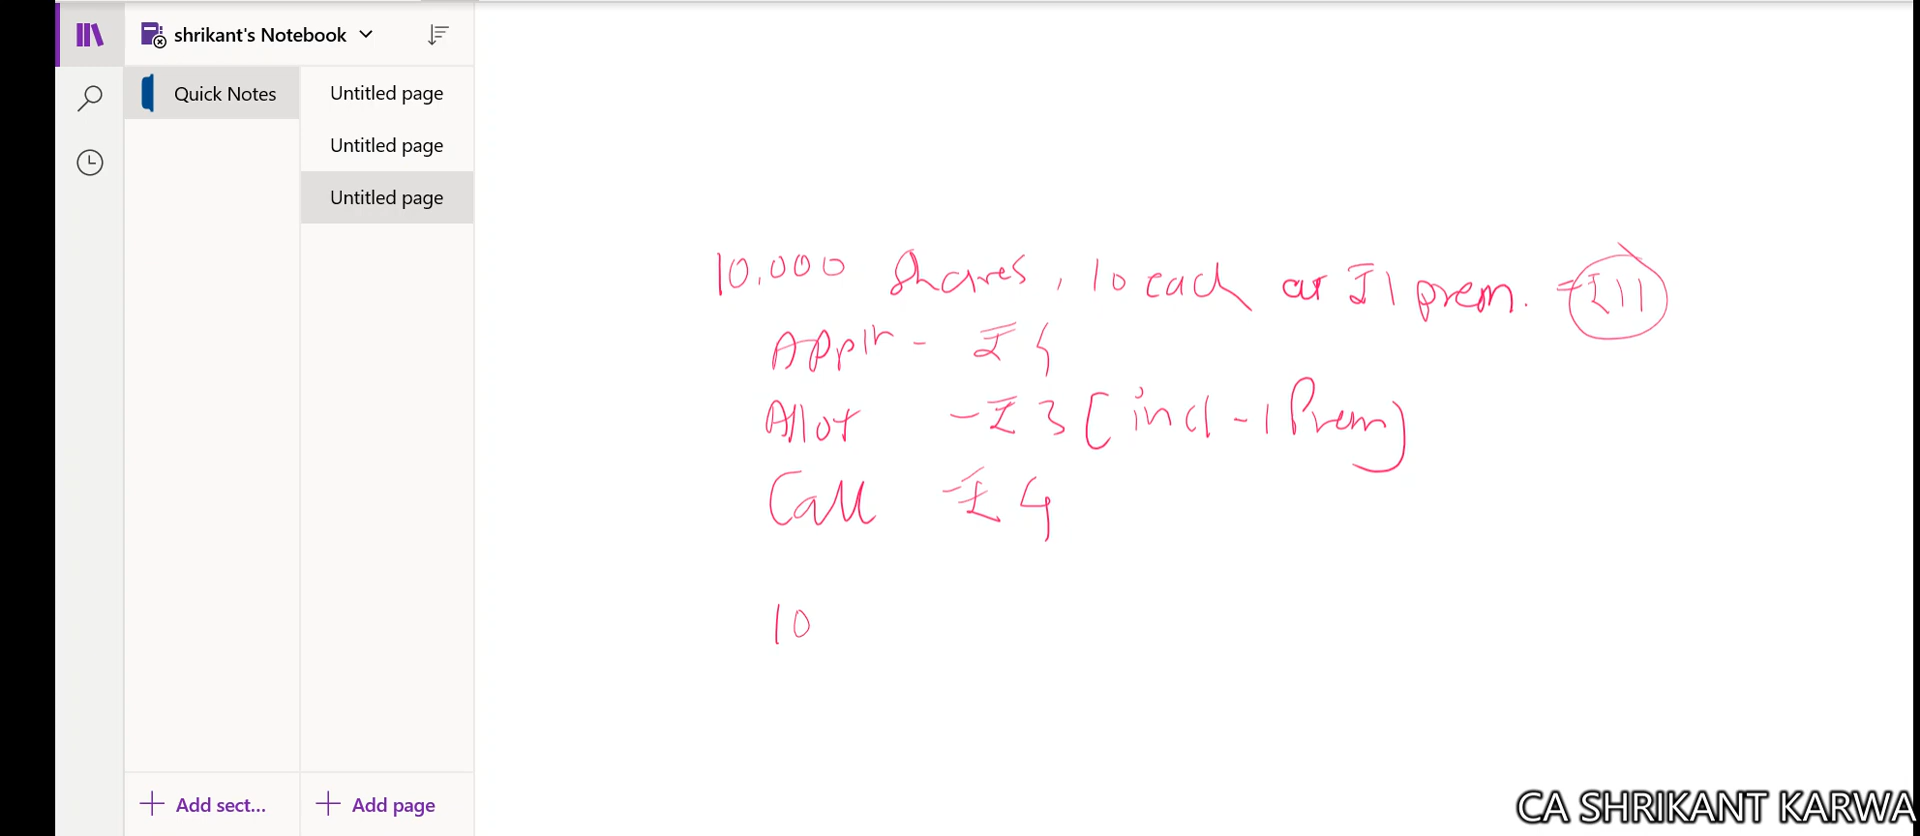 shrikant's Notebook
Quick Notes
Untitled page
Untitled page
Untitled page
10,000 Shares, 10 each at ₹1 prem. = ₹11
Appln - ₹4
Allot - ₹3 [incl - 1 Prem)
Call - ₹4
10
Add sect...
Add page
CA SHRIKANT KARWA